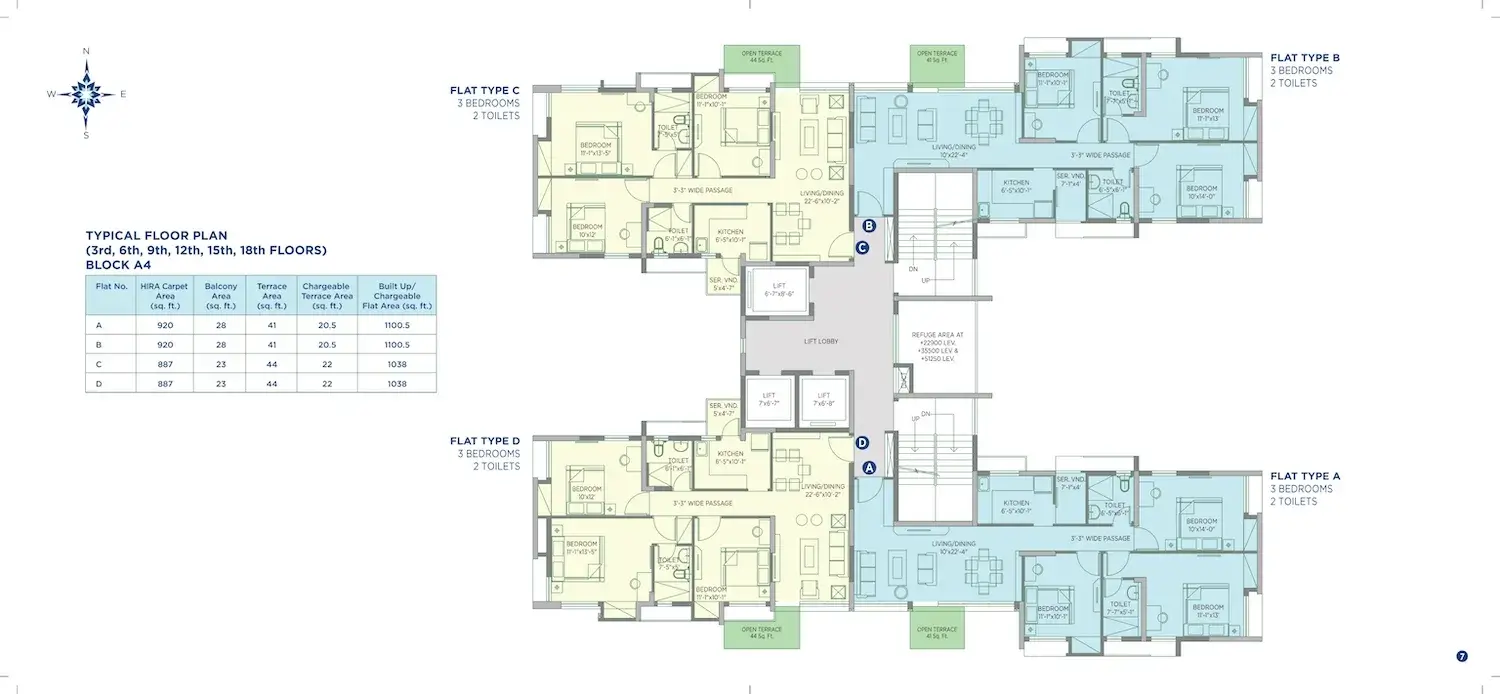 N
W
E
S
TYPICAL FLOOR PLAN
(3rd, 6th, 9th, 12th, 15th, 18th FLOORS)
BLOCK A4
Flat No. HIRA Carpet Area (sq. ft.) Balcony Area (sq. ft.) Terrace Area (sq. ft.) Chargeable Terrace Area (sq. ft.) Built Up/ Chargeable Flat Area (sq. ft.)
A 920 28 41 20.5 1100.5
B 920 28 41 20.5 1100.5
C 887 23 44 22 1038
D 887 23 44 22 1038
FLAT TYPE C
3 BEDROOMS
2 TOILETS
OPEN TERRACE
44 Sq. Ft.
BEDROOM
11'-1"x13'-5"
TOILET
BEDROOM
11'-1"x10'-1"
3'-3" WIDE PASSAGE
LIVING/DINING
22'-6"x10'-2"
BEDROOM
10'x12'
TOILET
6'-1"x6'-1"
KITCHEN
6'-5"x10'-1"
SER. VND.
5'x4'-7"
FLAT TYPE B
3 BEDROOMS
2 TOILETS
OPEN TERRACE
41 Sq. Ft.
BEDROOM
11'-1"x10'-1"
TOILET
7'-7"x5'-1"
BEDROOM
11'-1"x13'
LIVING/DINING
10'x22'-4"
3'-3" WIDE PASSAGE
KITCHEN
6'-5"x10'-1"
SER. VND.
7'-1"x4'
TOILET
6'-5"x6'-1"
BEDROOM
10'x14'-0"
B
C
DN
UP
LIFT
6'-7"x8'-6"
LIFT LOBBY
REFUGE AREA AT
+22900 LEV.
+35500 LEV &
+51250 LEV.
DUCT
LIFT
7'x6'-7"
LIFT
7'x6'-8"
UP
DN
D
A
FLAT TYPE D
3 BEDROOMS
2 TOILETS
SER. VND.
5'x4'-7"
TOILET
6'-1"x6'-1"
KITCHEN
6'-5"x10'-1"
BEDROOM
10'x12'
LIVING/DINING
22'-6"x10'-2"
3'-3" WIDE PASSAGE
BEDROOM
11'-1"x13'-5"
TOILET
7'-5"x5'
BEDROOM
11'-1"x10'-1"
OPEN TERRACE
44 Sq. Ft.
FLAT TYPE A
3 BEDROOMS
2 TOILETS
SER. VND.
7'-1"x4'
KITCHEN
6'-5"x10'-1"
TOILET
6'-5"x6'-1"
BEDROOM
10'x14'-0"
3'-3" WIDE PASSAGE
LIVING/DINING
10'x22'-4"
BEDROOM
11'-1"x10'-1"
TOILET
7'-7"x5'-1"
BEDROOM
11'-1"x13'
OPEN TERRACE
41 Sq. Ft.
7